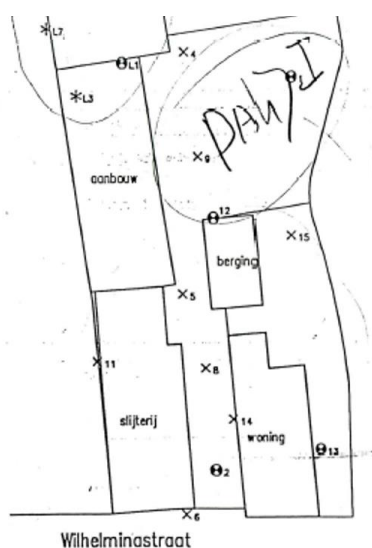 L7
L1
4
L3
9
aanbouw
12
15
berging
5
11
8
14
slijterij
woning
13
2
6
Wilhelminastraat